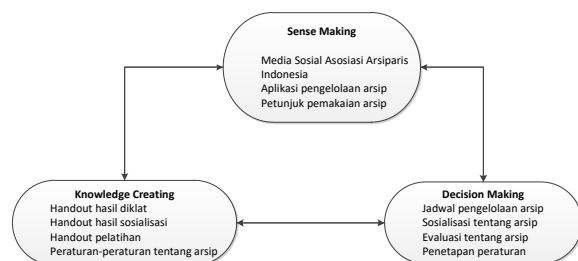 Sense Making
Media Sosial Asosiasi Arsiparis
Indonesia
Aplikasi pengelolaan arsip
Petunjuk pemakaian arsip
Knowledge Creating
Handout hasil diklat
Handout hasil sosialisasi
Handout pelatihan
Peraturan-peraturan tentang arsip
Decision Making
Jadwal pengelolaan arsip
Sosialisasi tentang arsip
Evaluasi tentang arsip
Penetapan peraturan